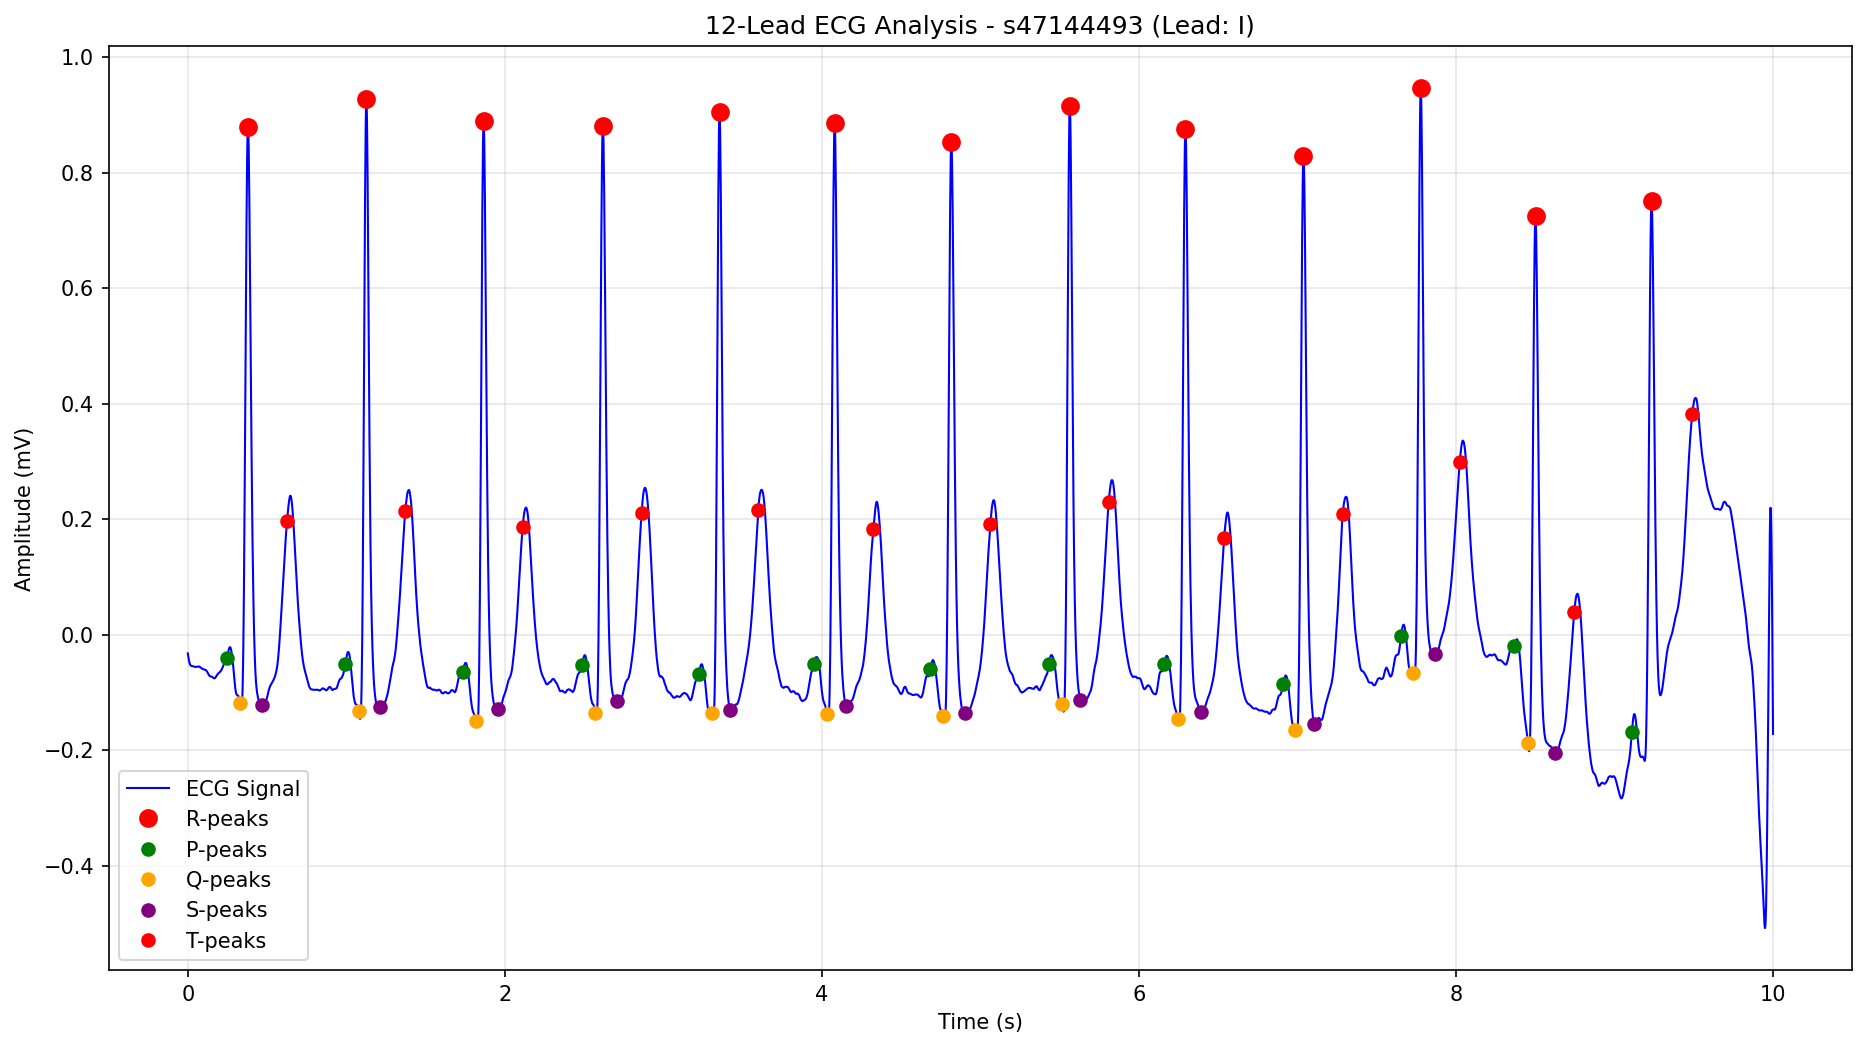 12-Lead ECG Analysis - s47144493 (Lead: I)
Amplitude (mV)
1.0
0.8
0.6
0.4
0.2
0.0
−0.2
−0.4
ECG Signal
R-peaks
P-peaks
Q-peaks
S-peaks
T-peaks
0 2 4 6 8 10
Time (s)